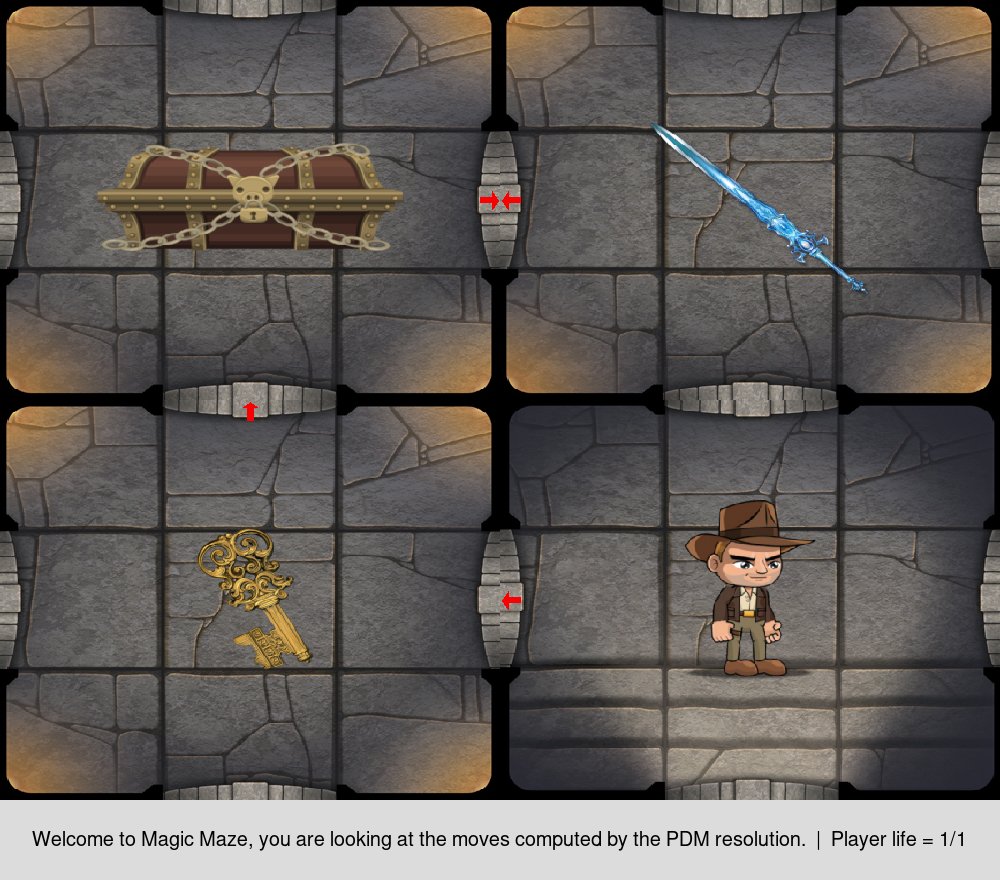 Welcome to Magic Maze, you are looking at the moves computed by the PDM resolution.  |  Player life = 1/1